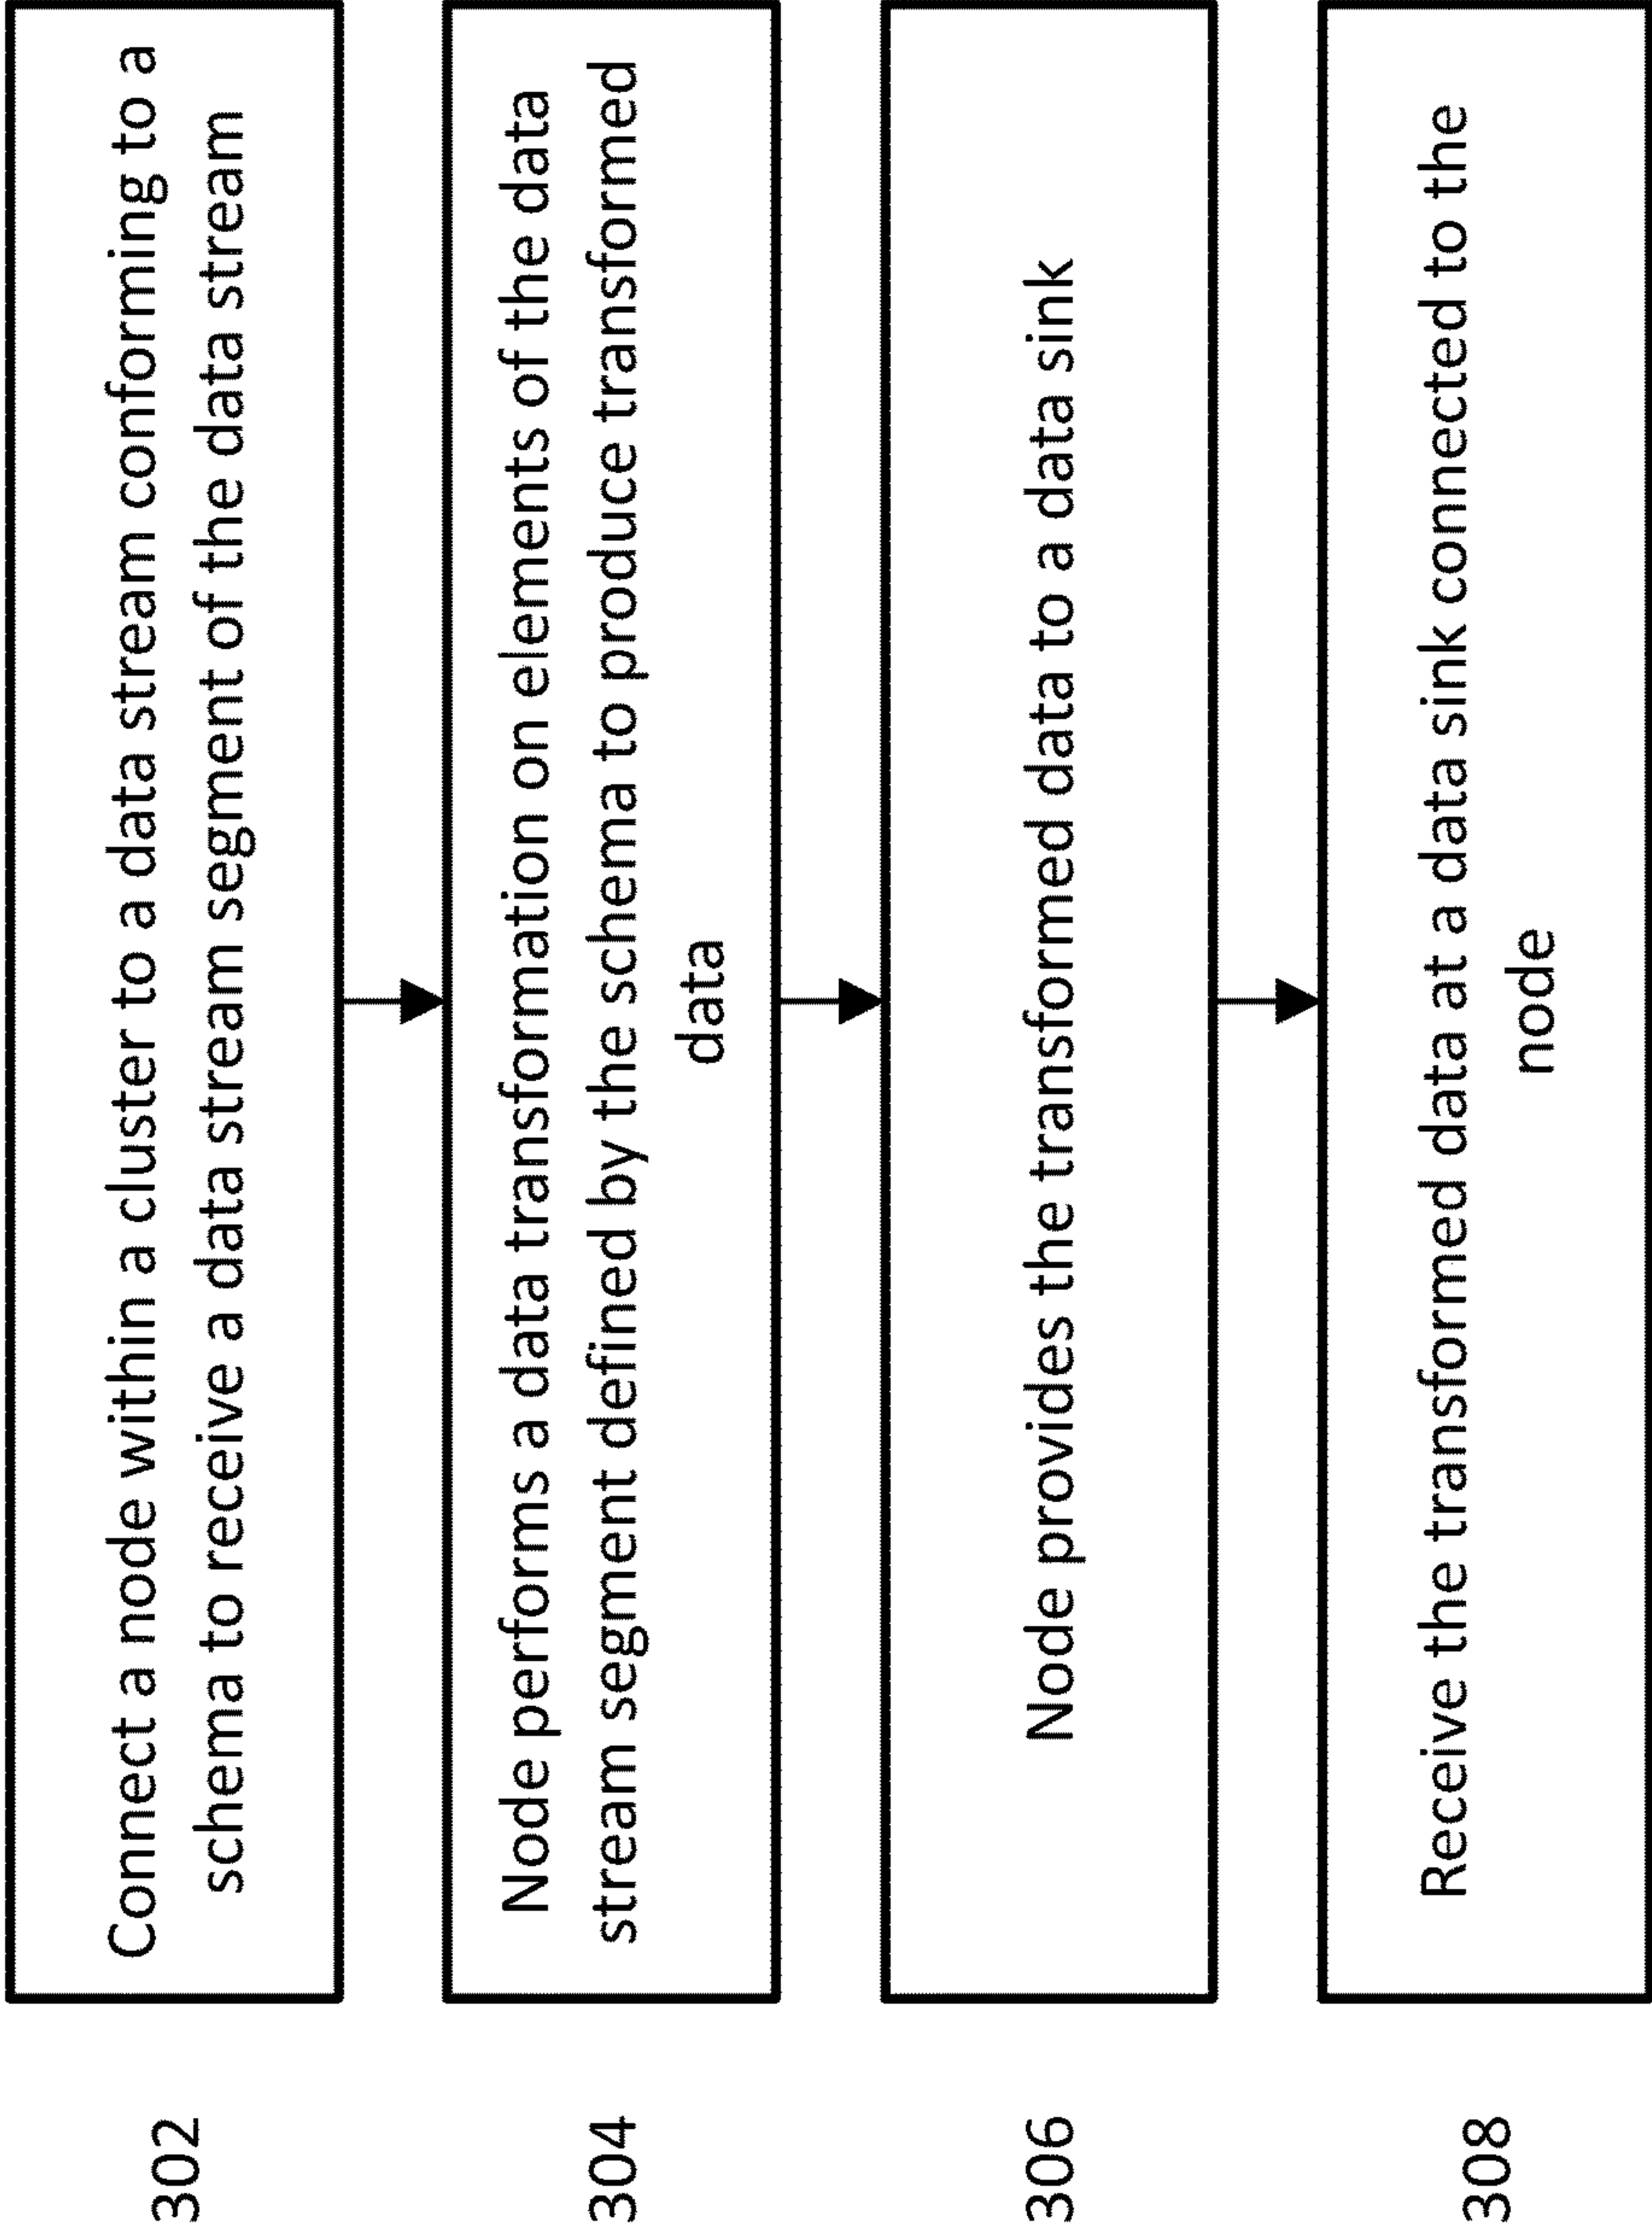 302
Connect a node within a cluster to a data stream conforming to a
schema to receive a data stream segment of the data stream
304
Node performs a data transformation on elements of the data
stream segment defined by the schema to produce transformed
data
306
Node provides the transformed data to a data sink
308
Receive the transformed data at a data sink connected to the
node